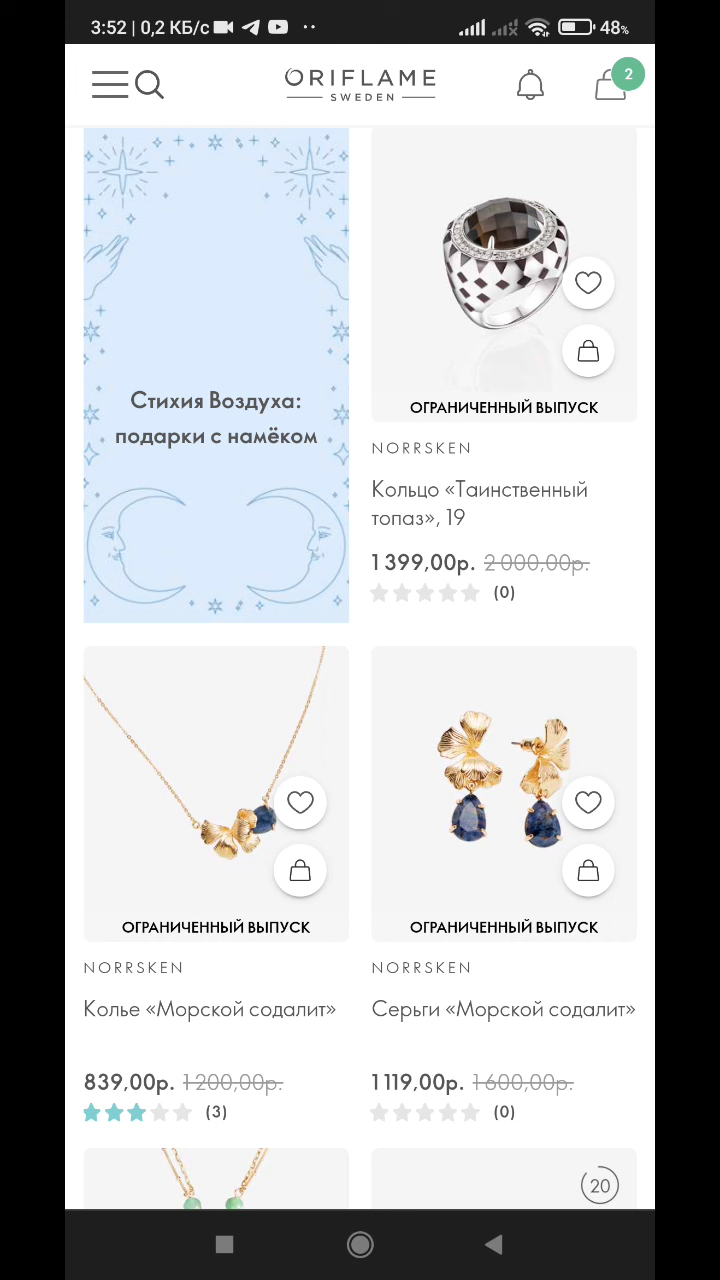 3:52 | 0,2 КБ/с
48%
ORIFLAME
SWEDEN
2
Стихия Воздуха:
подарки с намёком
ОГРАНИЧЕННЫЙ ВЫПУСК
NORRSKEN
Кольцо «Таинственный
топаз», 19
1 399,00р. 2 000,00р.
(0)
ОГРАНИЧЕННЫЙ ВЫПУСК
NORRSKEN
Колье «Морской содалит»
839,00р. 1 200,00р.
(3)
ОГРАНИЧЕННЫЙ ВЫПУСК
NORRSKEN
Серьги «Морской содалит»
1 119,00р. 1 600,00р.
(0)
20